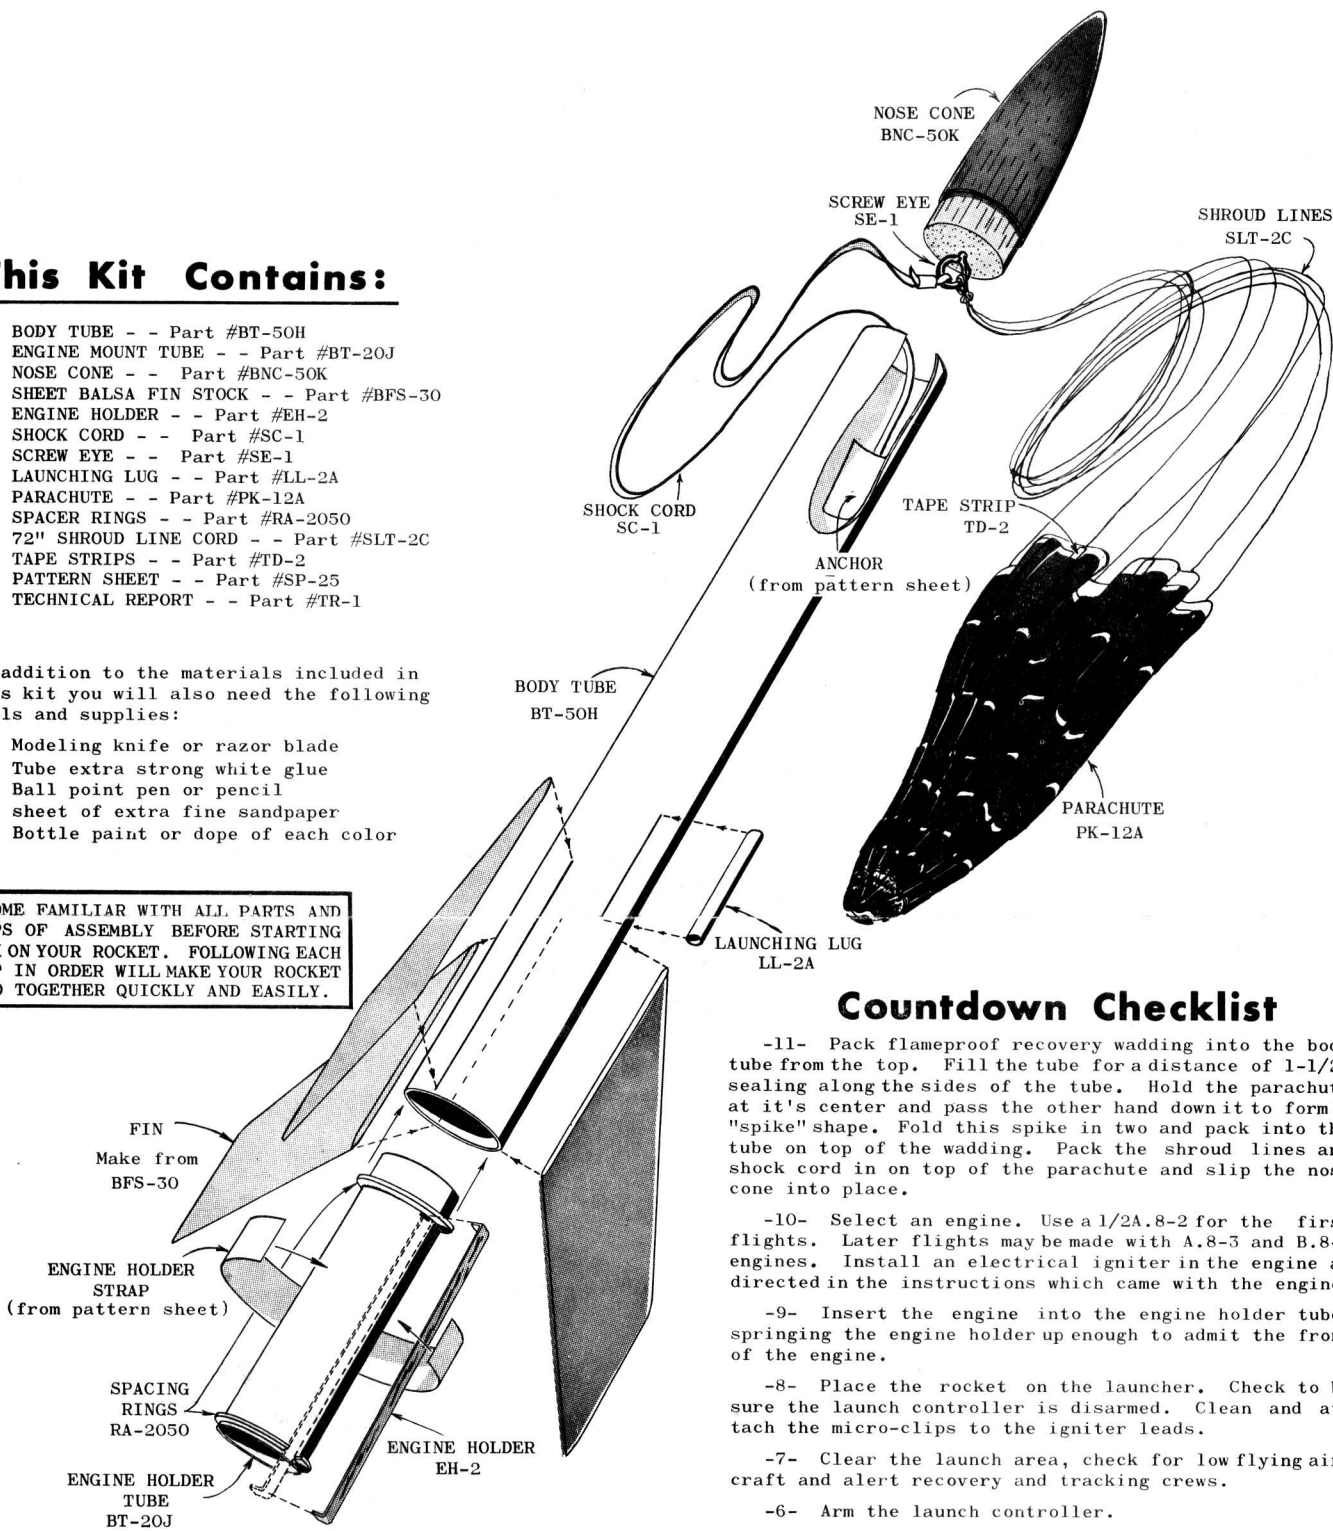 NOSE CONE
BNC-50K
SCREW EYE
SE-1
SHROUD LINES
SLT-2C
his Kit Contains:
BODY TUBE - - Part #BT-50H
ENGINE MOUNT TUBE - - Part #BT-20J
NOSE CONE - - Part #BNC-50K
SHEET BALSA FIN STOCK - - Part #BFS-30
ENGINE HOLDER - - Part #EH-2
SHOCK CORD - - Part #SC-1
SCREW EYE - - Part #SE-1
LAUNCHING LUG - - Part #LL-2A
PARACHUTE - - Part #PK-12A
SPACER RINGS - - Part #RA-2050
72" SHROUD LINE CORD - - Part #SLT-2C
TAPE STRIPS - - Part #TD-2
PATTERN SHEET - - Part #SP-25
TECHNICAL REPORT - - Part #TR-1
SHOCK CORD
SC-1
TAPE STRIP
TD-2
ANCHOR
(from pattern sheet)
addition to the materials included in
s kit you will also need the following
ls and supplies:
Modeling knife or razor blade
Tube extra strong white glue
Ball point pen or pencil
sheet of extra fine sandpaper
Bottle paint or dope of each color
BODY TUBE
BT-50H
PARACHUTE
PK-12A
OME FAMILIAR WITH ALL PARTS AND
PS OF ASSEMBLY BEFORE STARTING
K ON YOUR ROCKET. FOLLOWING EACH
P IN ORDER WILL MAKE YOUR ROCKET
O TOGETHER QUICKLY AND EASILY.
LAUNCHING LUG
LL-2A
FIN
Make from
BFS-30
ENGINE HOLDER
STRAP
(from pattern sheet)
SPACING
RINGS
RA-2050
ENGINE HOLDER
EH-2
ENGINE HOLDER
TUBE
BT-20J
Countdown Checklist
-11- Pack flameproof recovery wadding into the bod
tube from the top. Fill the tube for a distance of 1-1/2
sealing along the sides of the tube. Hold the parachut
at it's center and pass the other hand down it to form
"spike" shape. Fold this spike in two and pack into th
tube on top of the wadding. Pack the shroud lines an
shock cord in on top of the parachute and slip the nos
cone into place.
-10- Select an engine. Use a 1/2A.8-2 for the firs
flights. Later flights may be made with A.8-3 and B.8-
engines. Install an electrical igniter in the engine a
directed in the instructions which came with the engine
-9- Insert the engine into the engine holder tube
springing the engine holder up enough to admit the fron
of the engine.
-8- Place the rocket on the launcher. Check to b
sure the launch controller is disarmed. Clean and at
tach the micro-clips to the igniter leads.
-7- Clear the launch area, check for low flying air
craft and alert recovery and tracking crews.
-6- Arm the launch controller.